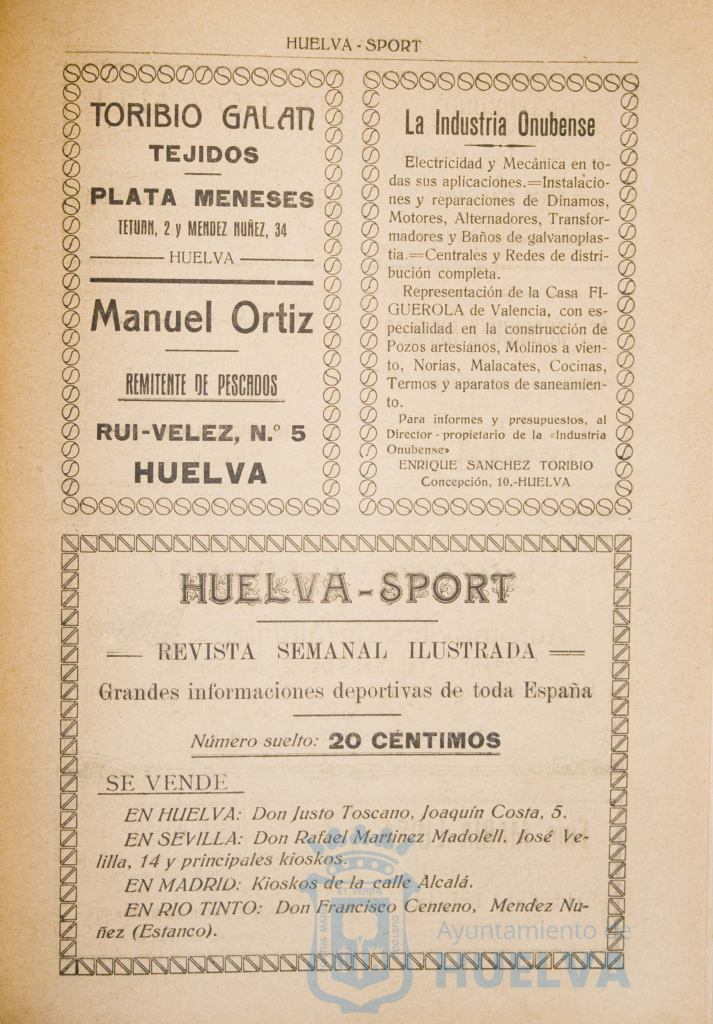 HUELVA - SPORT
TORIBIO GALAN
TEJIDOS
PLATA MENESES
TETUAN, 2 y MENDEZ NUÑEZ, 34
HUELVA
Manuel Ortiz
REMITENTE DE PESCADOS
RUI-VELEZ, N.º 5
HUELVA
La Industria Onubense
Electricidad y Mecánica en to-
das sus aplicaciones.=Instalacio-
nes y reparaciones de Dinamos,
Motores, Alternadores, Transfor-
madores y Baños de galvanoplas-
tia.=Centrales y Redes de distri-
bución completa.
Representación de la Casa FI-
GUEROLA de Valencia, con es-
pecialidad en la construcción de
Pozos artesianos, Molinos a vien-
to, Norias, Malacates, Cocinas,
Termos y aparatos de saneamien-
to.
Para informes y presupuestos, al
Director - propietario de la «Industria
Onubense»
ENRIQUE SANCHEZ TORIBIO
Concepción, 10.-HUELVA
HUELVA - SPORT
REVISTA SEMANAL ILUSTRADA
Grandes informaciones deportivas de toda España
Número suelto: 20 CÉNTIMOS
SE VENDE
EN HUELVA: Don Justo Toscano, Joaquín Costa, 5.
EN SEVILLA: Don Rafael Martinez Madolell, José Ve-
lilla, 14 y principales kioskos.
EN MADRID: Kioskos de la calle Alcalá.
EN RIO TINTO: Don Francisco Centeno, Mendez Nu-
ñez (Estanco).
Ayuntamiento de
HUELVA